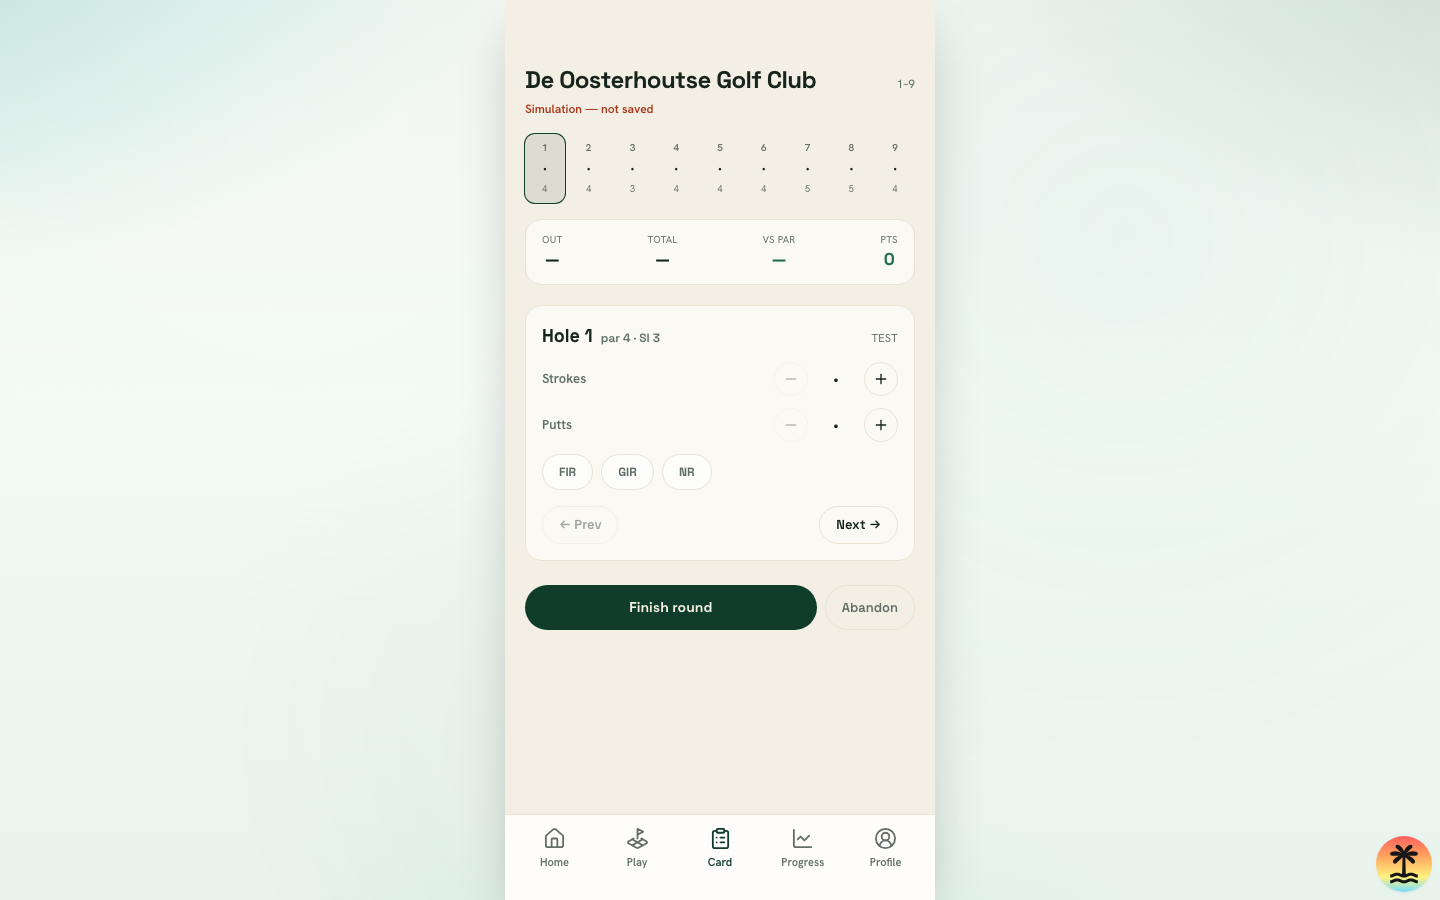 De Oosterhoutse Golf Club 1–9
Simulation — not saved
1 2 3 4 5 6 7 8 9
· · · · · · · · ·
4 4 3 4 4 4 5 5 4
OUT TOTAL VS PAR PTS
— — — 0
Hole 1 par 4 · SI 3 TEST
Strokes − · +
Putts − · +
FIR GIR NR
← Prev Next →
Finish round Abandon
Home Play Card Progress Profile